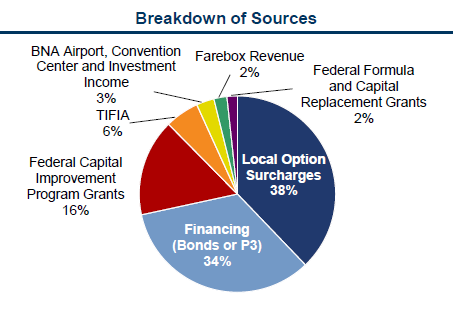 Breakdown of Sources
BNA Airport, Convention
Center and Investment
Income
3%
Farebox Revenue
2%
Federal Formula
and Capital
Replacement Grants
2%
TIFIA
6%
Federal Capital
Improvement
Program Grants
16%
Local Option
Surcharges
38%
Financing
(Bonds or P3)
34%